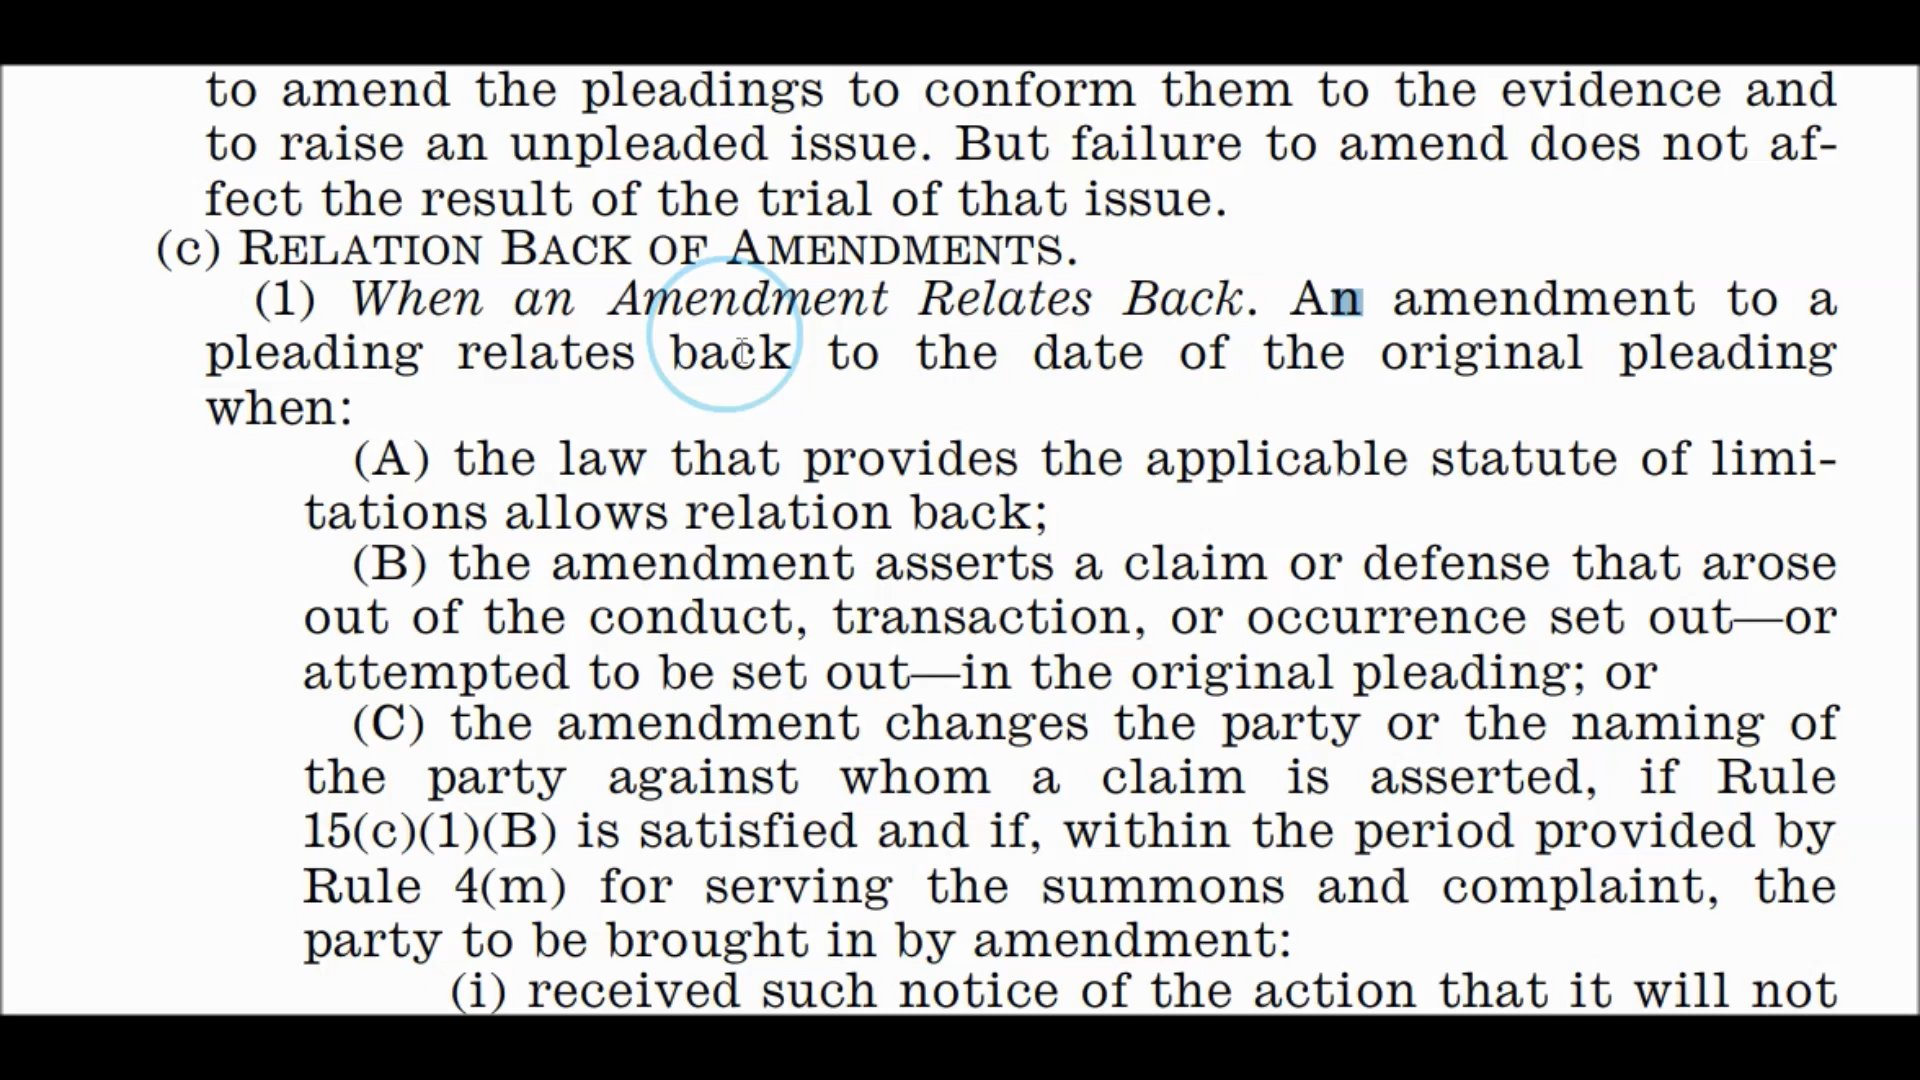 to amend the pleadings to conform them to the evidence and
to raise an unpleaded issue. But failure to amend does not af-
fect the result of the trial of that issue.
(c) RELATION BACK OF AMENDMENTS.
(1) When an Amendment Relates Back. An amendment to a
pleading relates back to the date of the original pleading
when:
(A) the law that provides the applicable statute of limi-
tations allows relation back;
(B) the amendment asserts a claim or defense that arose
out of the conduct, transaction, or occurrence set out—or
attempted to be set out—in the original pleading; or
(C) the amendment changes the party or the naming of
the party against whom a claim is asserted, if Rule
15(c)(1)(B) is satisfied and if, within the period provided by
Rule 4(m) for serving the summons and complaint, the
party to be brought in by amendment:
(i) received such notice of the action that it will not